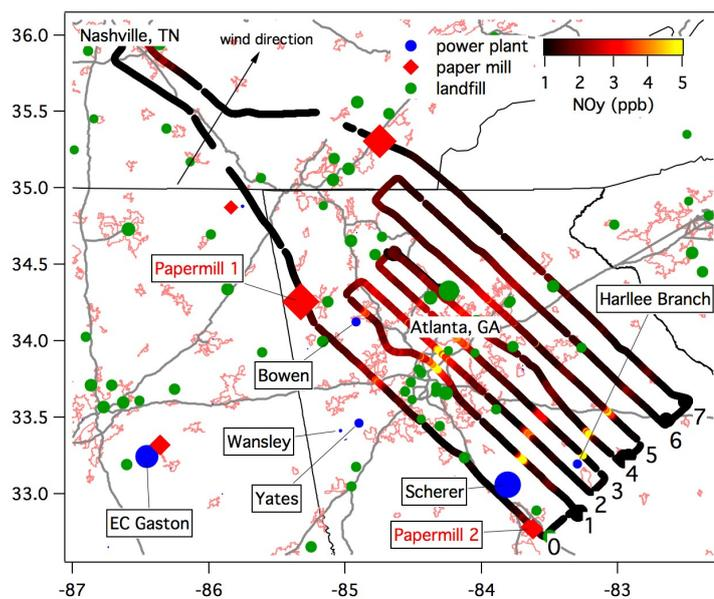 36.0
35.5
35.0
34.5
34.0
33.5
33.0
Nashville, TN
wind direction
power plant
paper mill
landfill
1 2 3 4 5
NOy (ppb)
Papermill 1
Harllee Branch
Atlanta, GA
Bowen
Wansley
Yates
Scherer
EC Gaston
Papermill 2
7
6
5
4
3
2
1
0
-87 -86 -85 -84 -83